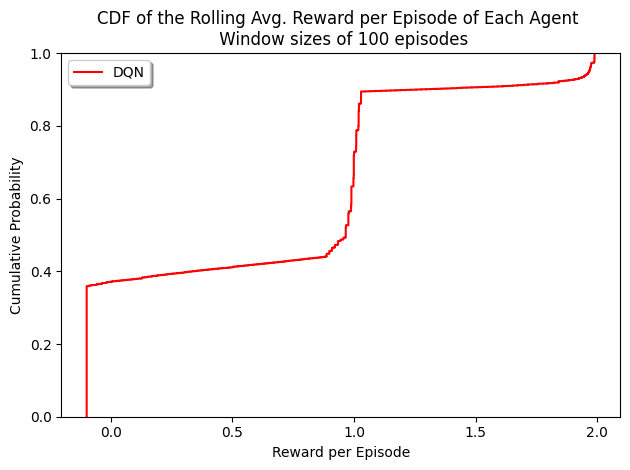 CDF of the Rolling Avg. Reward per Episode of Each Agent
Window sizes of 100 episodes
DQN
1.0
0.8
0.6
0.4
0.2
0.0
Cumulative Probability
0.0 0.5 1.0 1.5 2.0
Reward per Episode